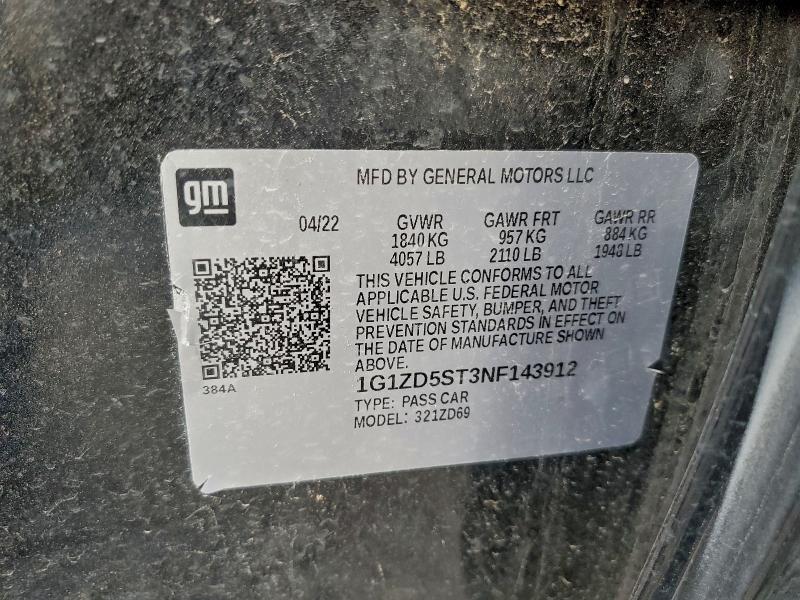 gm
MFD BY GENERAL MOTORS LLC
04/22 GVWR GAWR FRT GAWR RR
1840 KG 957 KG 884 KG
4057 LB 2110 LB 1948 LB
THIS VEHICLE CONFORMS TO ALL
APPLICABLE U.S. FEDERAL MOTOR
VEHICLE SAFETY, BUMPER, AND THEFT
PREVENTION STANDARDS IN EFFECT ON
THE DATE OF MANUFACTURE SHOWN
ABOVE.
384A
1G1ZD5ST3NF143912
TYPE: PASS CAR
MODEL: 321ZD69